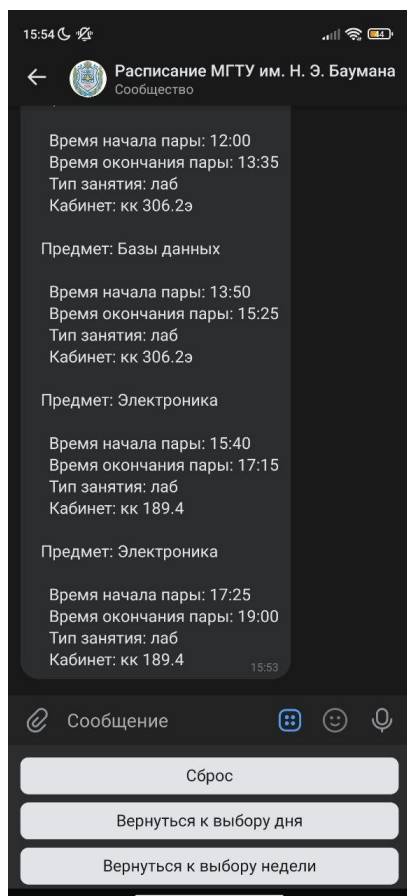 15:54
44
Расписание МГТУ им. Н. Э. Баумана
Сообщество
Время начала пары: 12:00
Время окончания пары: 13:35
Тип занятия: лаб
Кабинет: кк 306.2э
Предмет: Базы данных
Время начала пары: 13:50
Время окончания пары: 15:25
Тип занятия: лаб
Кабинет: кк 306.2э
Предмет: Электроника
Время начала пары: 15:40
Время окончания пары: 17:15
Тип занятия: лаб
Кабинет: кк 189.4
Предмет: Электроника
Время начала пары: 17:25
Время окончания пары: 19:00
Тип занятия: лаб
Кабинет: кк 189.4
15:53
Сообщение
Сброс
Вернуться к выбору дня
Вернуться к выбору недели